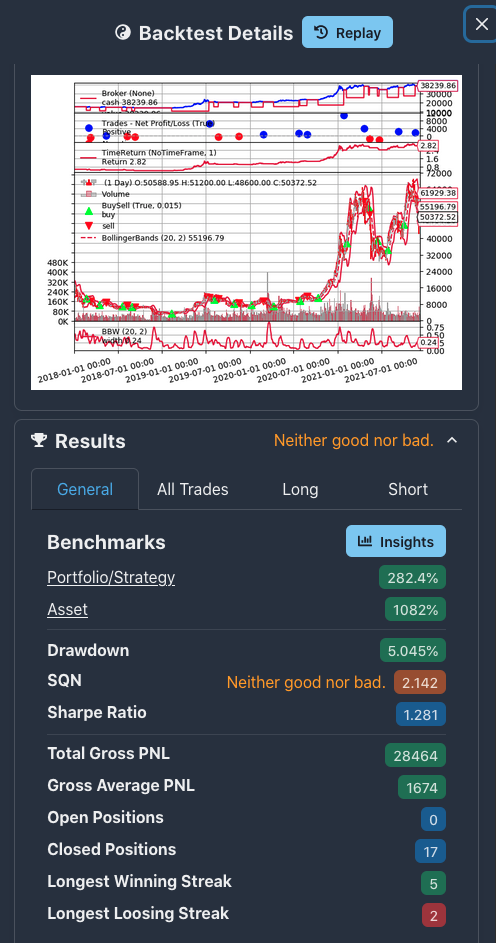 Backtest Details
Replay
Broker (None)
cash 38239.86
38239.86
30000
20000
10000
Trades - Net Profit/Loss (True)
Positive
8000
4000
0
TimeReturn (NoTimeFrame, 1)
Return 2.82
2.82
1.6
0.8
(1 Day) O:50588.95 H:51200.00 L:48600.00 C:50372.52
Volume
BuySell (True, 0.015)
buy
sell
BollingerBands (20, 2) 55196.79
72000
61929.38
55196.79
50372.52
40000
32000
24000
16000
8000
480K
400K
320K
240K
160K
80K
0K
BBW (20, 2)
width 0.24
0.75
0.5
0.24
0.00
2018-01-01 00:00
2018-07-01 00:00
2019-01-01 00:00
2019-07-01 00:00
2020-01-01 00:00
2020-07-01 00:00
2021-01-01 00:00
2021-07-01 00:00
Results
Neither good nor bad.
General
All Trades
Long
Short
Benchmarks
Insights
Portfolio/Strategy 282.4%
Asset 1082%
Drawdown 5.045%
SQN Neither good nor bad. 2.142
Sharpe Ratio 1.281
Total Gross PNL 28464
Gross Average PNL 1674
Open Positions 0
Closed Positions 17
Longest Winning Streak 5
Longest Loosing Streak 2